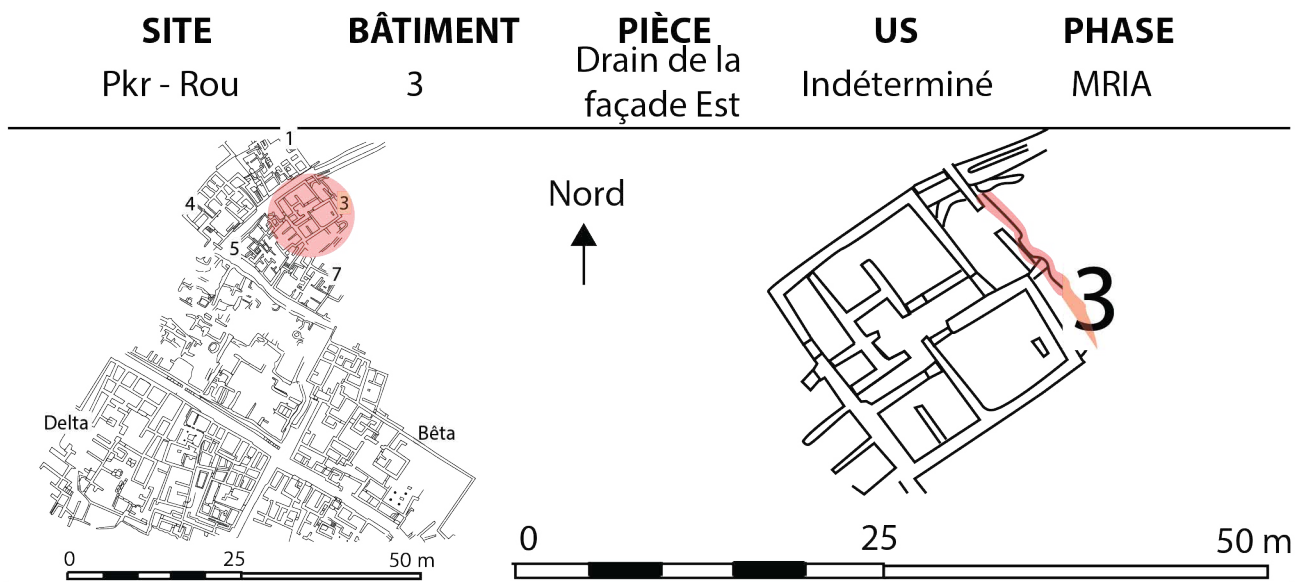 SITE BÂTIMENT PIÈCE US PHASE
Pkr - Rou 3 Drain de la Indéterminé MRIA
façade Est
1
4
3
5
7
Nord
3
Delta
Bêta
0 25 50 m
0 25 50 m